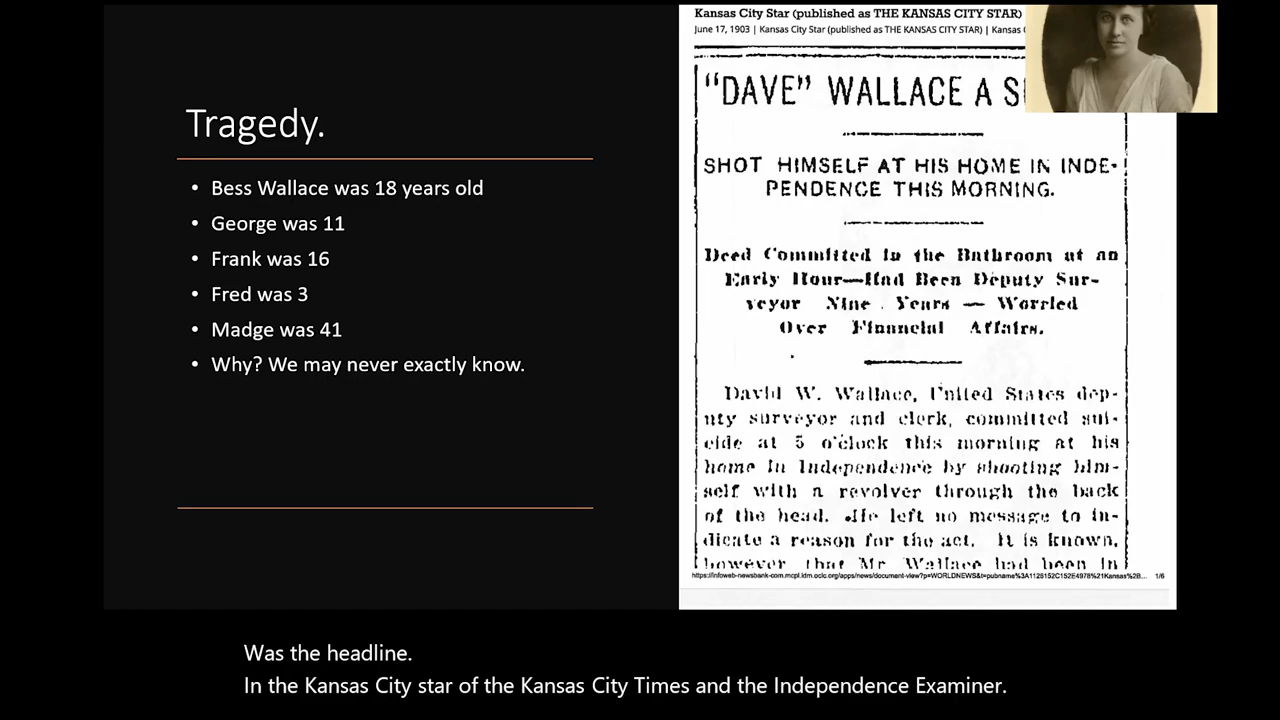 Tragedy.
• Bess Wallace was 18 years old
• George was 11
• Frank was 16
• Fred was 3
• Madge was 41
• Why? We may never exactly know.
Kansas City Star (published as THE KANSAS CITY STAR)
June 17, 1903 | Kansas City Star (published as THE KANSAS CITY STAR) | Kansas
"DAVE" WALLACE A
SHOT HIMSELF AT HIS HOME IN INDE-
PENDENCE THIS MORNING.
Deed Committed in the Bathroom at an
Early Hour—Had Been Deputy Sur-
veyor Nine Years — Worried
Over Financial Affairs.
David W. Wallace, United States dep-
uty surveyor and clerk, committed sui-
cide at 5 o'clock this morning at his
home in Independence by shooting him-
self with a revolver through the back
of the head. He left no message to in-
dicate a reason for the act. It is known,
however that Mr. Wallace had been in
1/6
Was the headline.
In the Kansas City star of the Kansas City Times and the Independence Examiner.